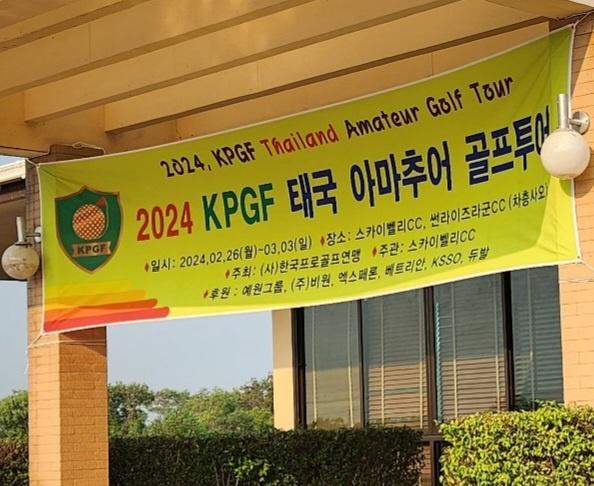 2024, KPGF Thailand Amateur Golf Tour
2024 KPGF 태국 아마추어 골프투어
KPGF
♦일시 : 2024,02,26(월)-03,03(일) ♦장소: 스카이벨리CC, 썬라이즈라군CC (차층사오)
♦주최 : (사)한국프로골프연맹 ♦주관: 스카이벨리CC
♦후원 : 예원그룹, (주)비원, 엑스페론, 베트리안, KSSO, 듀발